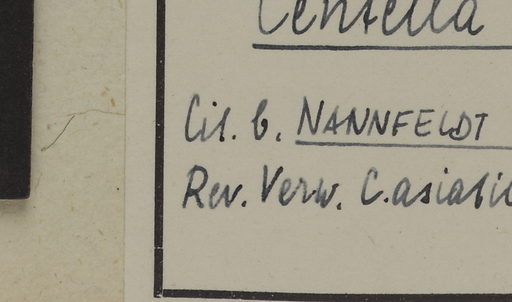 Centella
Cit. b. NANNFELDT
Rev. Verw. C.asiatic